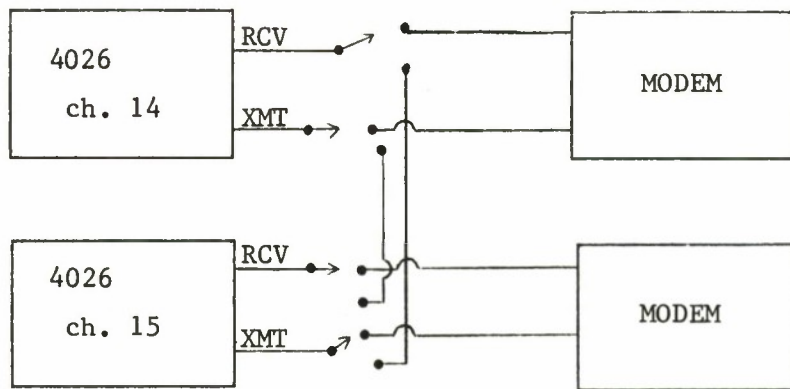 RCV
4026
MODEM
ch. 14
XMT
RCV
4026
MODEM
ch. 15
XMT